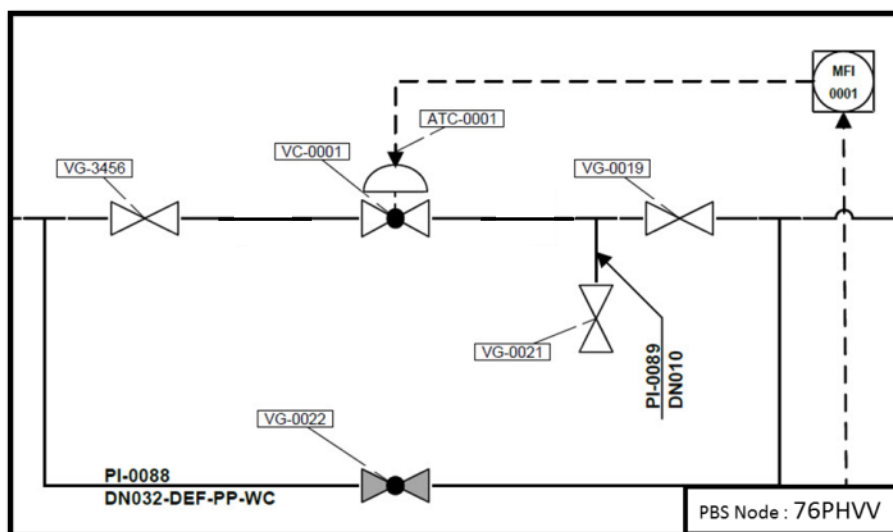 MFI
0001
ATC-0001
VC-0001
VG-3456
VG-0019
VG-0021
PI-0089
DN010
VG-0022
PI-0088
DN032-DEF-PP-WC
PBS Node : 76PHVV